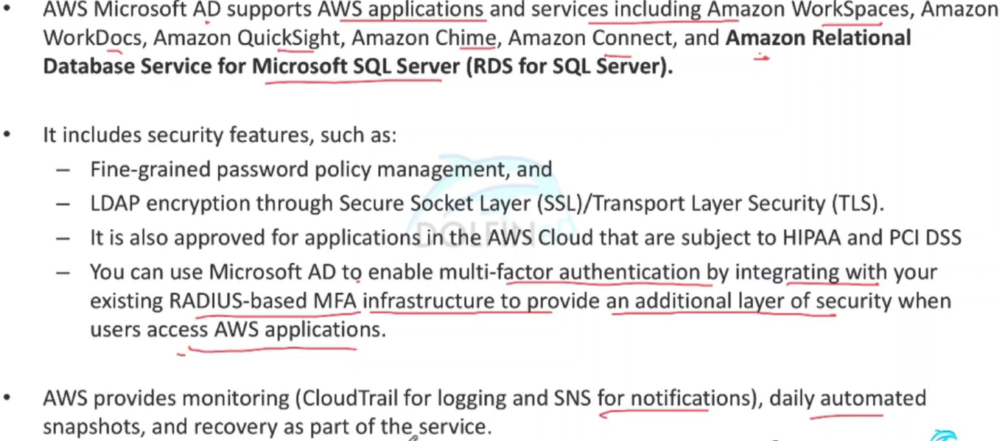 • AWS Microsoft AD supports AWS applications and services including Amazon WorkSpaces, Amazon
WorkDocs, Amazon QuickSight, Amazon Chime, Amazon Connect, and Amazon Relational
Database Service for Microsoft SQL Server (RDS for SQL Server).
• It includes security features, such as:
– Fine-grained password policy management, and
– LDAP encryption through Secure Socket Layer (SSL)/Transport Layer Security (TLS).
DOLFINed
– It is also approved for applications in the AWS Cloud that are subject to HIPAA and PCI DSS
– You can use Microsoft AD to enable multi-factor authentication by integrating with your
existing RADIUS-based MFA infrastructure to provide an additional layer of security when
users access AWS applications.
• AWS provides monitoring (CloudTrail for logging and SNS for notifications), daily automated
snapshots, and recovery as part of the service.